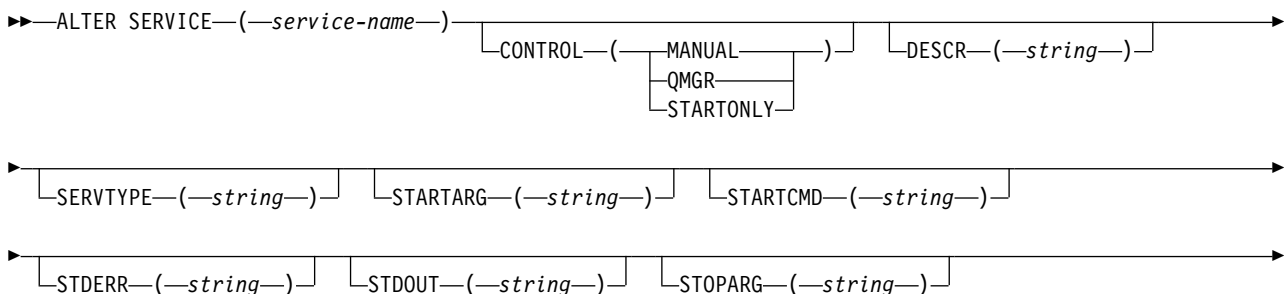 ALTER SERVICE ( service-name )
CONTROL ( MANUAL ) DESCR ( string )
QMGR
STARTONLY
SERVTYPE ( string ) STARTARG ( string ) STARTCMD ( string )
STDERR ( string ) STDOUT ( string ) STOPARG ( string )